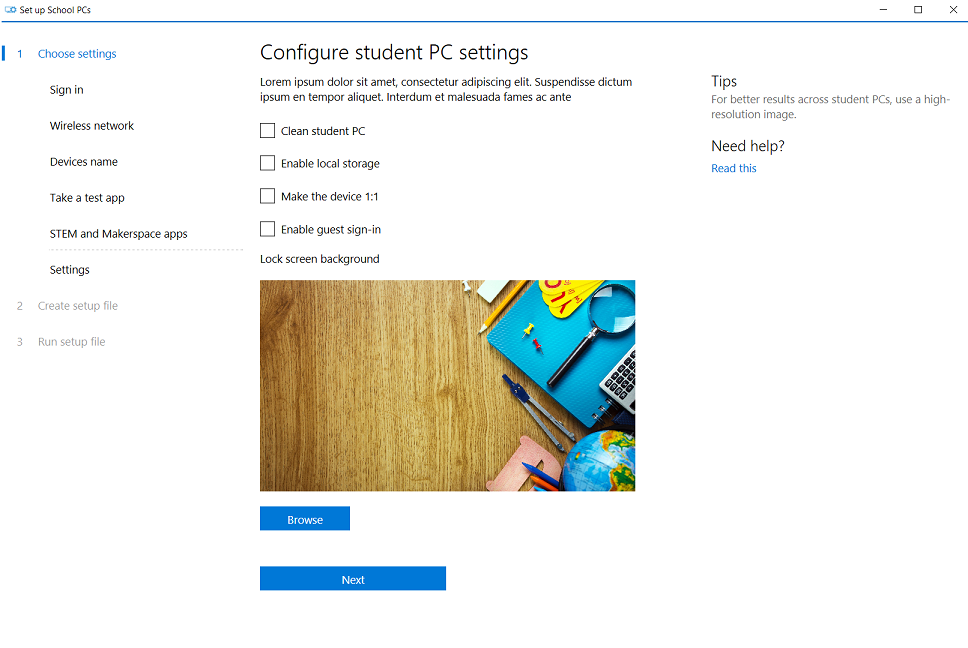 Set up School PCs
1 Choose settings
Sign in
Wireless network
Devices name
Take a test app
STEM and Makerspace apps
Settings
2 Create setup file
3 Run setup file
Configure student PC settings
Lorem ipsum dolor sit amet, consectetur adipiscing elit. Suspendisse dictum
ipsum en tempor aliquet. Interdum et malesuada fames ac ante
Clean student PC
Enable local storage
Make the device 1:1
Enable guest sign-in
Lock screen background
Browse
Next
Tips
For better results across student PCs, use a high-
resolution image.
Need help?
Read this